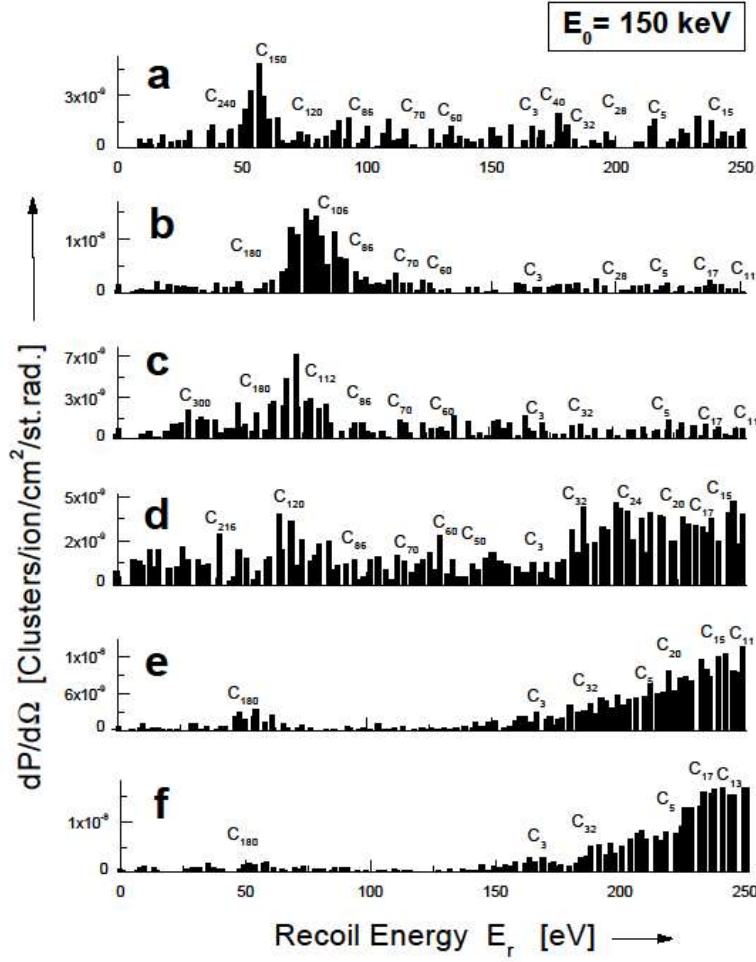 E₀= 150 keV
a
3x10⁻⁹
0
C₂₄₀ C₁₅₀ C₁₂₀ C₈₆ C₇₀ C₆₀ C₃ C₄₀ C₃₂ C₂₈ C₅ C₁₅
0 50 100 150 200 250
b
1x10⁻⁸
0
C₁₈₀ C₁₀₆ C₈₆ C₇₀ C₆₀ C₃ C₂₈ C₅ C₁₇ C₁₁
c
7x10⁻⁹
3x10⁻⁹
0
C₃₀₀ C₁₈₀ C₁₁₂ C₈₆ C₇₀ C₆₀ C₃ C₃₂ C₅ C₁₇ C₁₁
d
5x10⁻⁹
2x10⁻⁹
0
C₂₁₆ C₁₂₀ C₈₆ C₇₀ C₆₀ C₅₀ C₃ C₃₂ C₂₄ C₂₀ C₁₇ C₁₅
e
1x10⁻⁸
6x10⁻⁹
0
C₁₈₀ C₃ C₃₂ C₅ C₂₀ C₁₅ C₁₁
f
1x10⁻⁸
0
C₁₈₀ C₃ C₃₂ C₅ C₁₇ C₁₃
0 50 100 150 200 250
dP/dΩ [Clusters/ion/cm²/st.rad.]
Recoil Energy Eᵣ [eV]